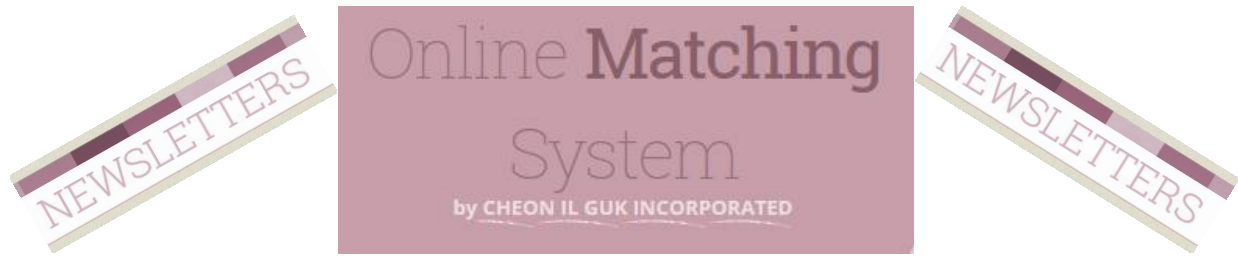 NEWSLETTERS
Online Matching
System
by CHEON IL GUK INCORPORATED
NEWSLETTERS